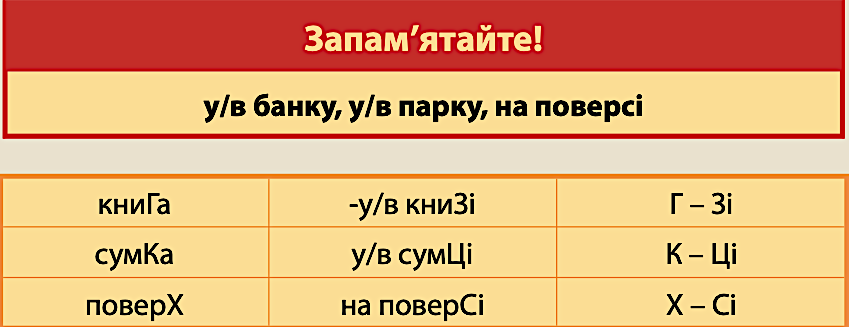 Запам’ятайте!
у/в банку, у/в парку, на поверсі
книГа -у/в книЗі Г – Зі
сумКа у/в сумЦі К – Ці
поверХ на поверСі Х – Сі